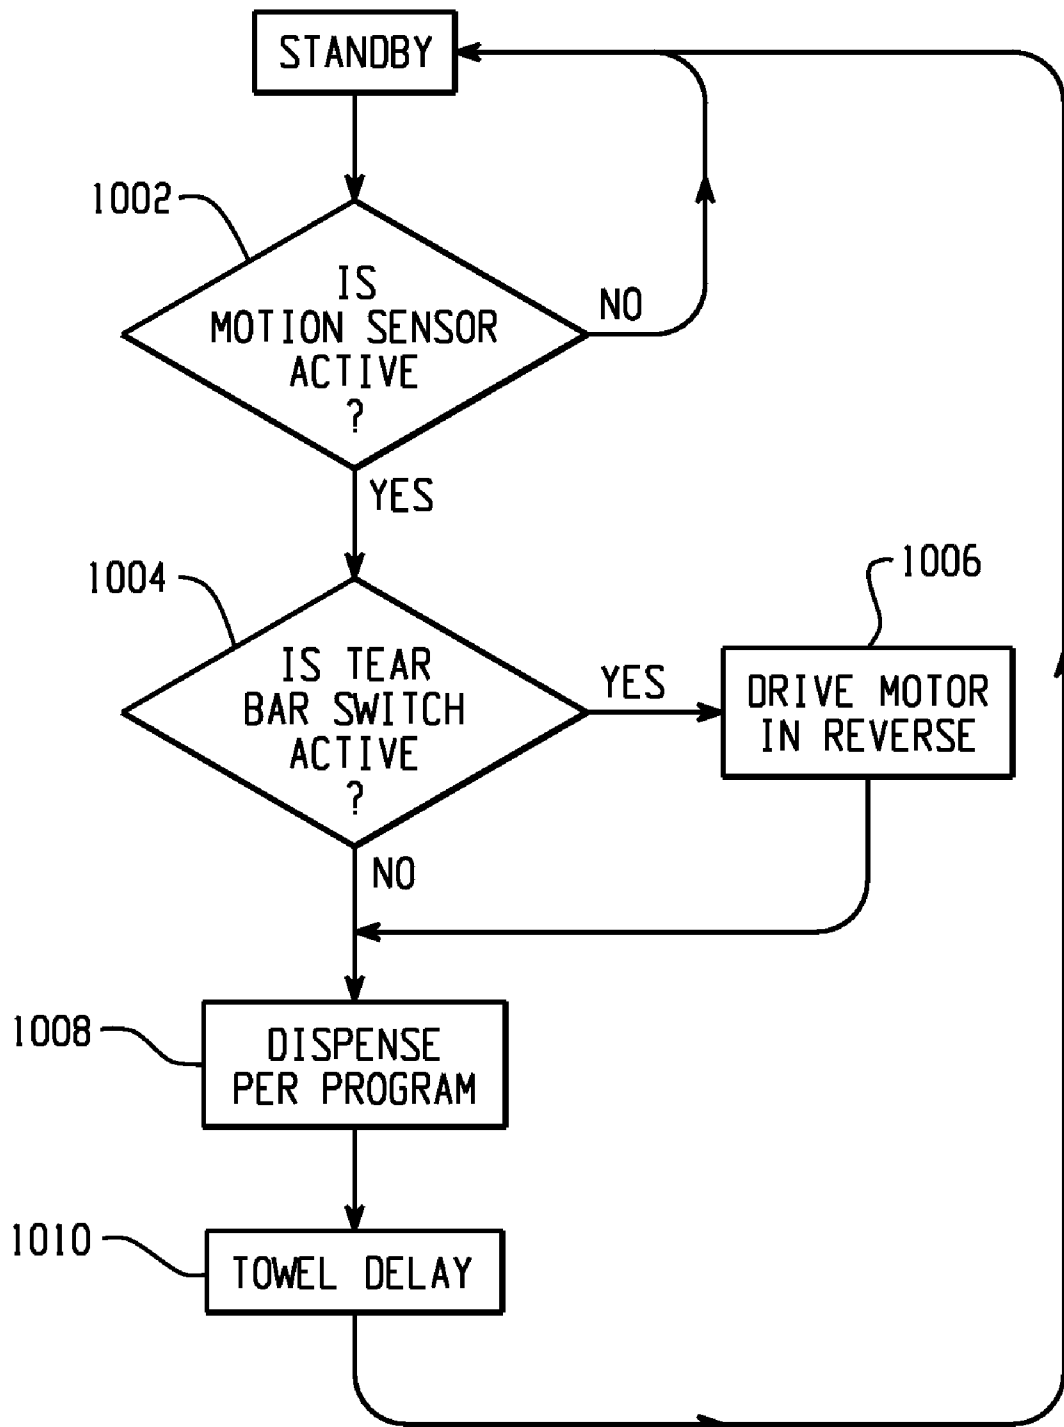 STANDBY
1002
IS
MOTION SENSOR
ACTIVE
?
NO
YES
1004
IS TEAR
BAR SWITCH
ACTIVE
?
YES
1006
DRIVE MOTOR
IN REVERSE
NO
1008
DISPENSE
PER PROGRAM
1010
TOWEL DELAY